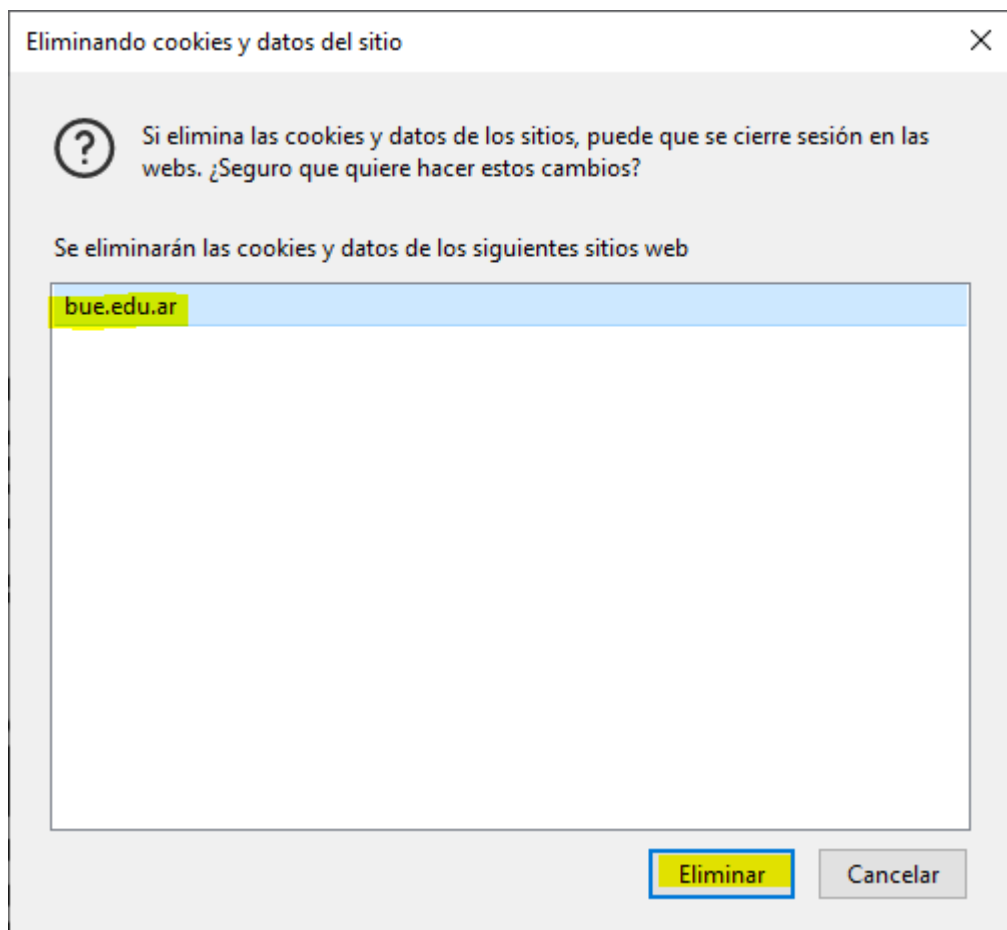 Eliminando cookies y datos del sitio
Si elimina las cookies y datos de los sitios, puede que se cierre sesión en las
webs. ¿Seguro que quiere hacer estos cambios?
Se eliminarán las cookies y datos de los siguientes sitios web
bue.edu.ar
Eliminar Cancelar